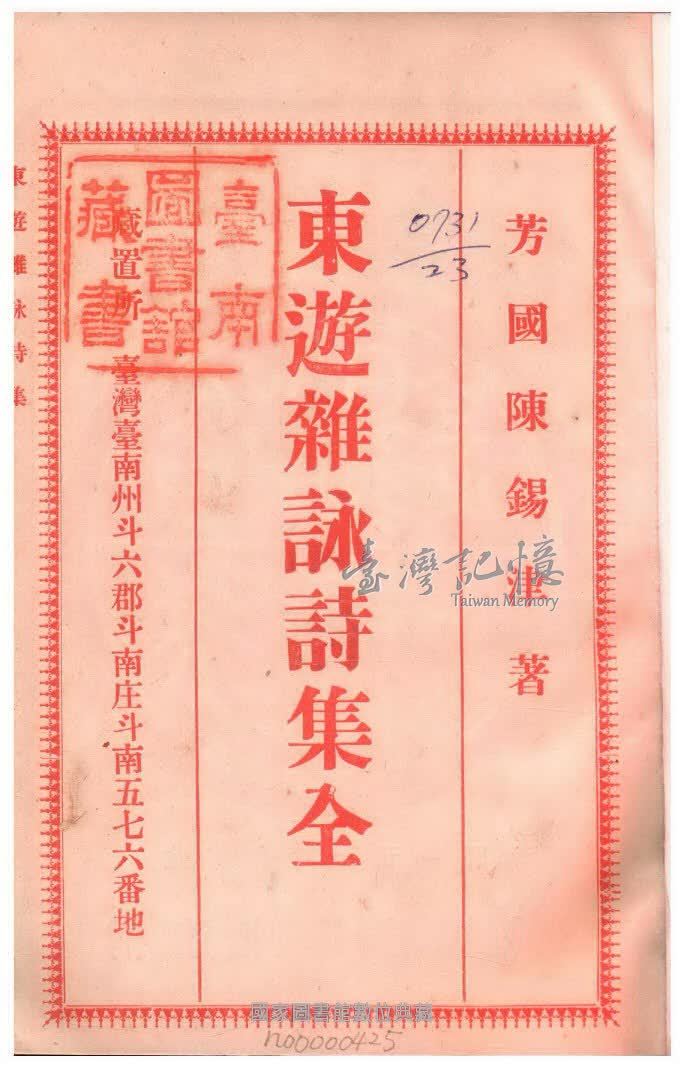 芳國陳錫津著
東遊雜詠詩集全
藏置所 臺灣臺南州斗六郡斗南庄斗南五七六番地
臺南
圖書館
藏書
0731
23
東遊雜詠詩集
臺灣記憶
Taiwan Memory
國家圖書館數位典藏
n00000425